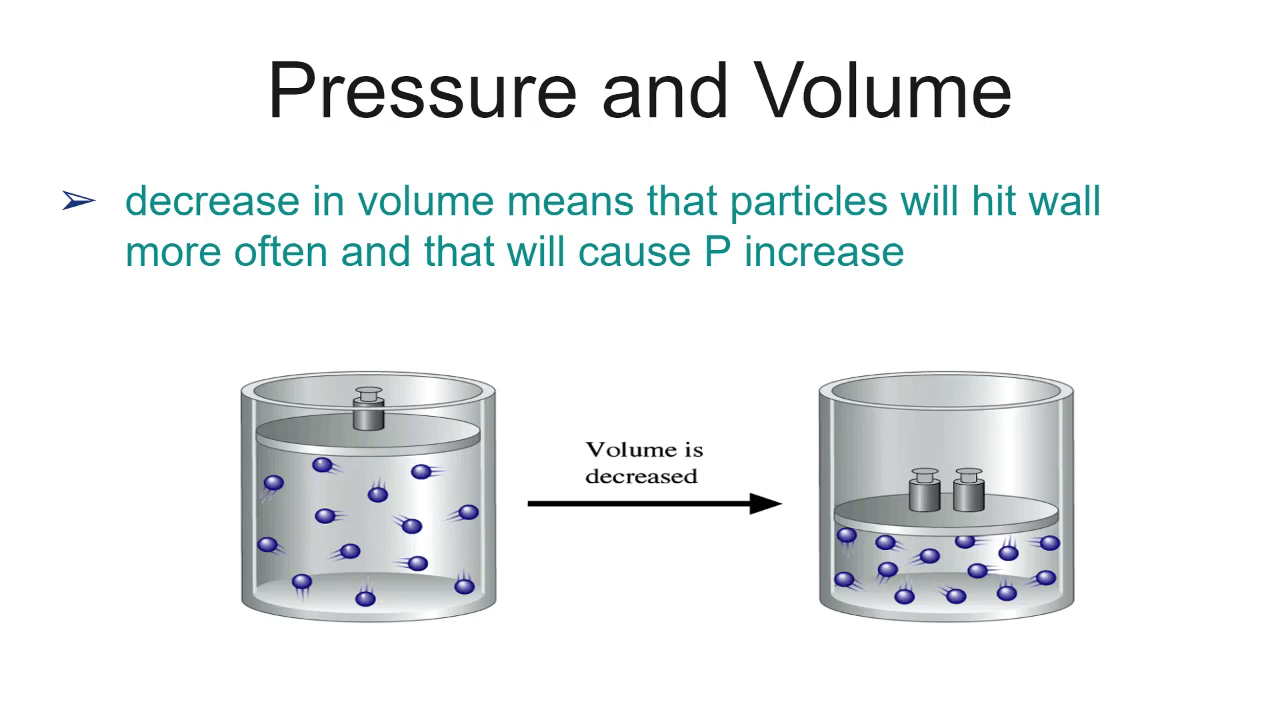 Pressure and Volume
➢ decrease in volume means that particles will hit wall
more often and that will cause P increase
Volume is
decreased